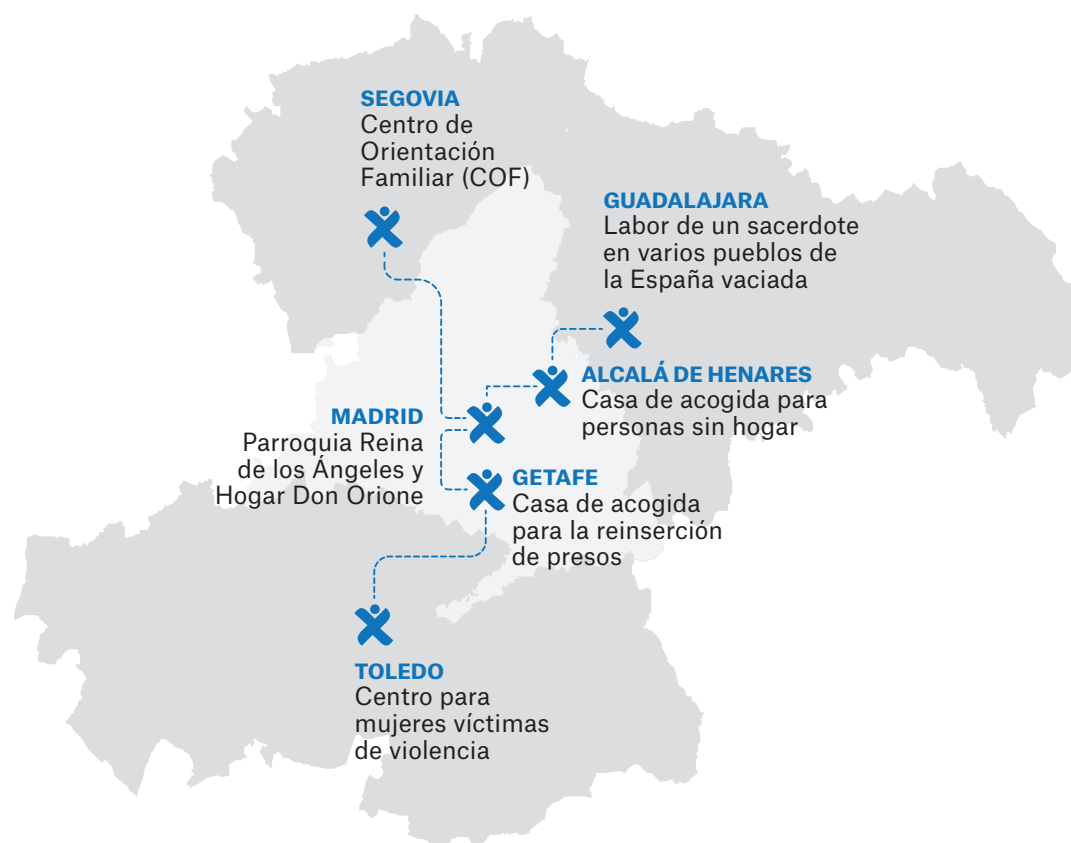 SEGOVIA
Centro de
Orientación
Familiar (COF)
GUADALAJARA
Labor de un sacerdote
en varios pueblos de
la España vaciada
ALCALÁ DE HENARES
Casa de acogida para
personas sin hogar
MADRID
Parroquia Reina
de los Ángeles y
Hogar Don Orione
GETAFE
Casa de acogida
para la reinserción
de presos
TOLEDO
Centro para
mujeres víctimas
de violencia